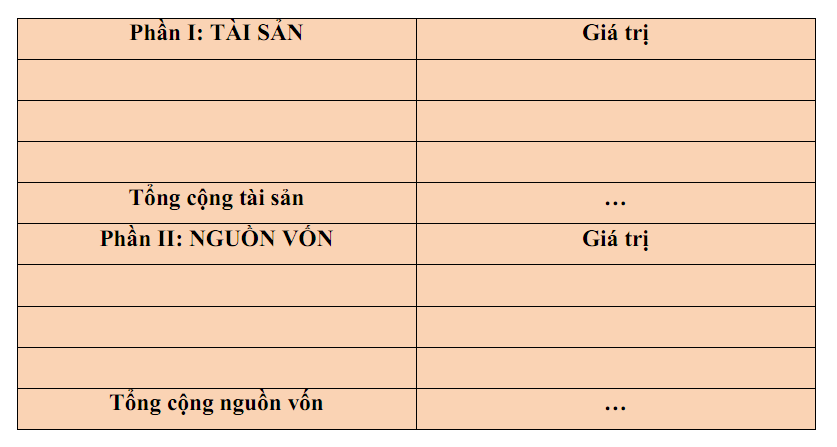 Phần I: TÀI SẢN Giá trị
Tổng cộng tài sản ...
Phần II: NGUỒN VỐN Giá trị
Tổng cộng nguồn vốn ...